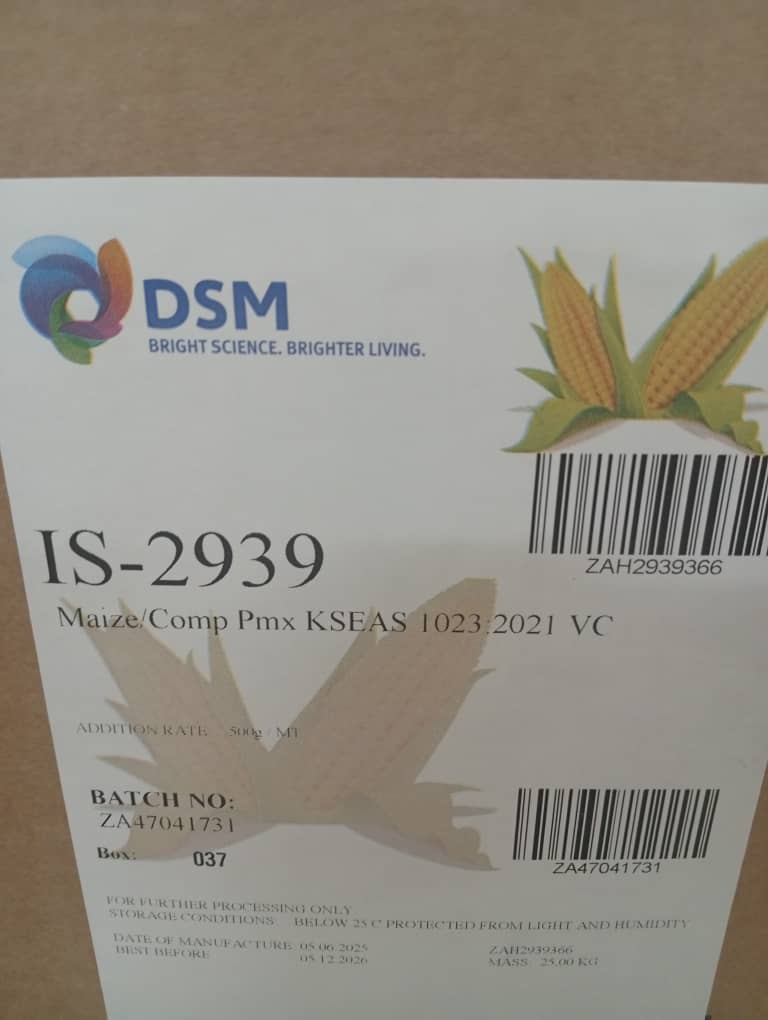 DSM
BRIGHT SCIENCE. BRIGHTER LIVING.
ZAH2939366
IS-2939
Maize/Comp Pmx KSEAS 1023:2021 VC
ADDITION RATE 500g / MT
BATCH NO:
ZA47041731
Box: 037
ZA47041731
FOR FURTHER PROCESSING ONLY
STORAGE CONDITIONS: BELOW 25 C PROTECTED FROM LIGHT AND HUMIDITY
DATE OF MANUFACTURE: 05.06.2025 ZAH2939366
BEST BEFORE 05.12.2026 MASS: 25,00 KG